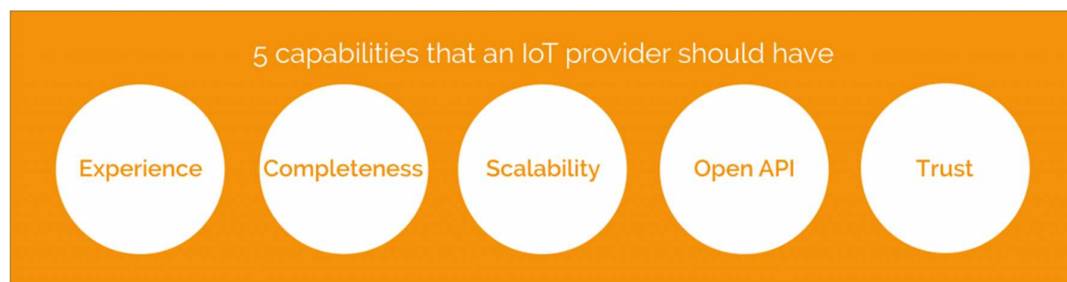 5 capabilities that an IoT provider should have
Experience
Completeness
Scalability
Open API
Trust